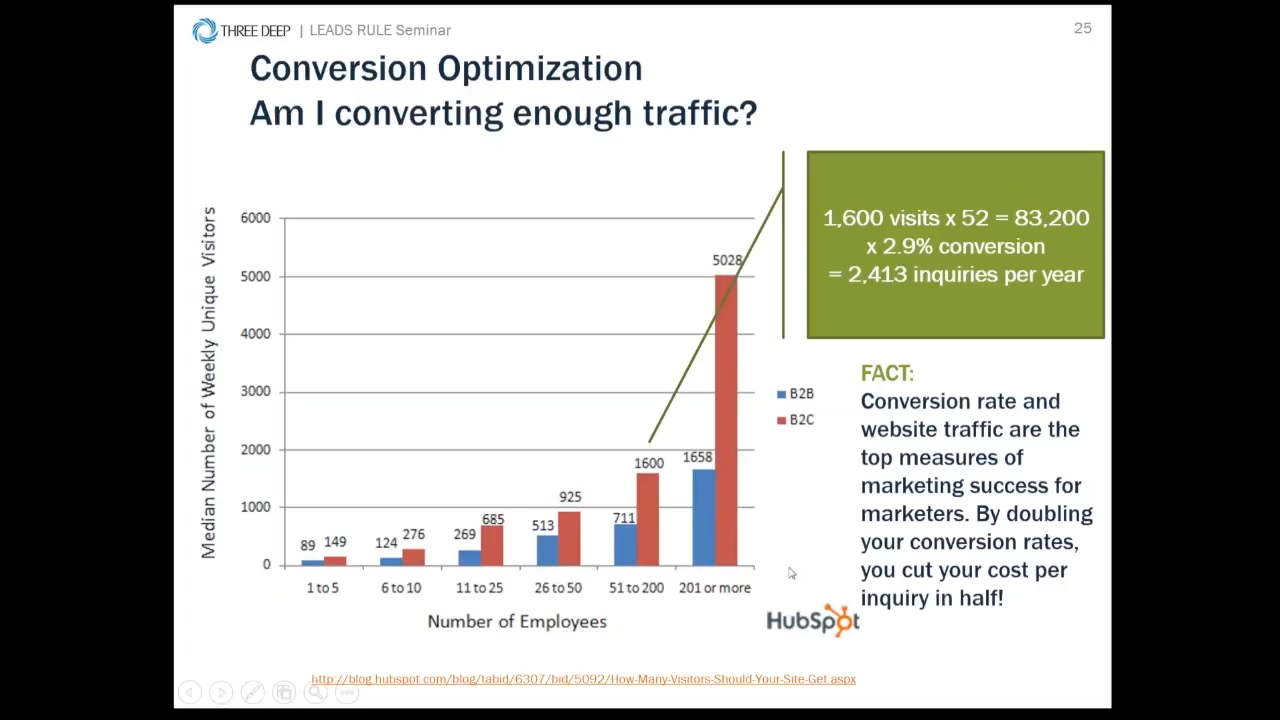 THREE DEEP | LEADS RULE Seminar
25
Conversion Optimization
Am I converting enough traffic?
1,600 visits x 52 = 83,200
x 2.9% conversion
= 2,413 inquiries per year
Median Number of Weekly Unique Visitors
6000
5000
4000
3000
2000
1000
0
89
149
124
276
269
685
513
925
711
1600
1658
5028
1 to 5
6 to 10
11 to 25
26 to 50
51 to 200
201 or more
Number of Employees
B2B
B2C
FACT:
Conversion rate and
website traffic are the
top measures of
marketing success for
marketers. By doubling
your conversion rates,
you cut your cost per
inquiry in half!
HubSpot
http://blog.hubspot.com/blog/tabid/6307/bid/5092/How-Many-Visitors-Should-Your-Site-Get.aspx